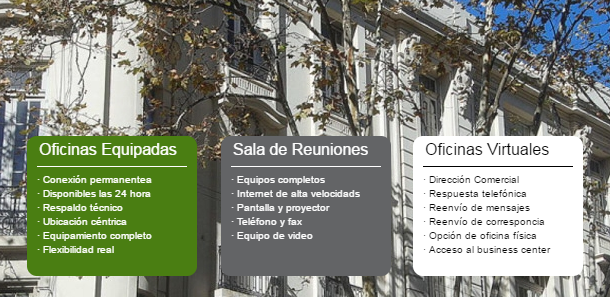 Oficinas Equipadas
· Conexión permanentea
· Disponibles las 24 hora
· Respaldo técnico
· Ubicación céntrica
· Equipamiento completo
· Flexibilidad real
Sala de Reuniones
· Equipos completos
· Internet de alta velocidads
· Pantalla y proyector
· Teléfono y fax
· Equipo de video
Oficinas Virtuales
· Dirección Comercial
· Respuesta telefónica
· Reenvío de mensajes
· Reenvío de corresponcia
· Opción de oficina física
· Acceso al business center